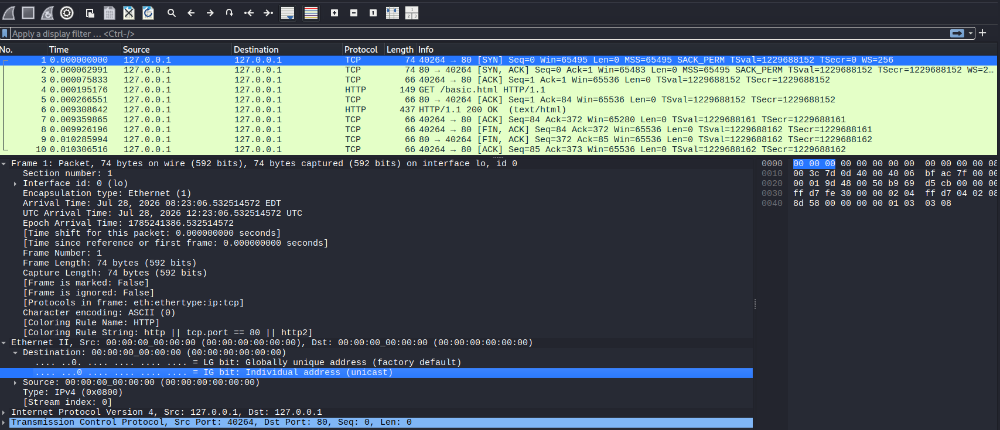 Apply a display filter … <Ctrl-/>
No. Time Source Destination Protocol Length Info
1 0.000000000 127.0.0.1 127.0.0.1 TCP 74 40264 → 80 [SYN] Seq=0 Win=65495 Len=0 MSS=65495 SACK_PERM TSval=1229688152 TSecr=0 WS=256
2 0.000062991 127.0.0.1 127.0.0.1 TCP 74 80 → 40264 [SYN, ACK] Seq=0 Ack=1 Win=65483 Len=0 MSS=65495 SACK_PERM TSval=1229688152 TSecr=1229688152 WS=2…
3 0.000075833 127.0.0.1 127.0.0.1 TCP 66 40264 → 80 [ACK] Seq=1 Ack=1 Win=65536 Len=0 TSval=1229688152 TSecr=1229688152
4 0.000195176 127.0.0.1 127.0.0.1 HTTP 149 GET /basic.html HTTP/1.1
5 0.000266551 127.0.0.1 127.0.0.1 TCP 66 80 → 40264 [ACK] Seq=1 Ack=84 Win=65536 Len=0 TSval=1229688152 TSecr=1229688152
6 0.009308642 127.0.0.1 127.0.0.1 HTTP 437 HTTP/1.1 200 OK (text/html)
7 0.009359865 127.0.0.1 127.0.0.1 TCP 66 40264 → 80 [ACK] Seq=84 Ack=372 Win=65280 Len=0 TSval=1229688161 TSecr=1229688161
8 0.009926196 127.0.0.1 127.0.0.1 TCP 66 40264 → 80 [FIN, ACK] Seq=84 Ack=372 Win=65536 Len=0 TSval=1229688162 TSecr=1229688161
9 0.010285994 127.0.0.1 127.0.0.1 TCP 66 80 → 40264 [FIN, ACK] Seq=372 Ack=85 Win=65536 Len=0 TSval=1229688162 TSecr=1229688162
10 0.010306516 127.0.0.1 127.0.0.1 TCP 66 40264 → 80 [ACK] Seq=85 Ack=373 Win=65536 Len=0 TSval=1229688162 TSecr=1229688162
Frame 1: Packet, 74 bytes on wire (592 bits), 74 bytes captured (592 bits) on interface lo, id 0
Section number: 1
Interface id: 0 (lo)
Encapsulation type: Ethernet (1)
Arrival Time: Jul 28, 2026 08:23:06.532514572 EDT
UTC Arrival Time: Jul 28, 2026 12:23:06.532514572 UTC
Epoch Arrival Time: 1785241386.532514572
[Time shift for this packet: 0.000000000 seconds]
[Time since reference or first frame: 0.000000000 seconds]
Frame Number: 1
Frame Length: 74 bytes (592 bits)
Capture Length: 74 bytes (592 bits)
[Frame is marked: False]
[Frame is ignored: False]
[Protocols in frame: eth:ethertype:ip:tcp]
Character encoding: ASCII (0)
[Coloring Rule Name: HTTP]
[Coloring Rule String: http || tcp.port == 80 || http2]
Ethernet II, Src: 00:00:00_00:00:00 (00:00:00:00:00:00), Dst: 00:00:00_00:00:00 (00:00:00:00:00:00)
Destination: 00:00:00_00:00:00 (00:00:00:00:00:00)
.... ..0. .... .... .... .... = LG bit: Globally unique address (factory default)
.... ...0 .... .... .... .... = IG bit: Individual address (unicast)
Source: 00:00:00_00:00:00 (00:00:00:00:00:00)
Type: IPv4 (0x0800)
[Stream index: 0]
Internet Protocol Version 4, Src: 127.0.0.1, Dst: 127.0.0.1
Transmission Control Protocol, Src Port: 40264, Dst Port: 80, Seq: 0, Len: 0
0000 00 00 00 00 00 00 00 00 00 00 00 00 08
0010 00 3c 7d 0d 40 00 40 06 bf ac 7f 00 00
0020 00 01 9d 48 00 50 b9 69 d5 cb 00 00 00
0030 ff d7 fe 30 00 00 02 04 ff d7 04 02 08
0040 8d 58 00 00 00 00 01 03 03 08